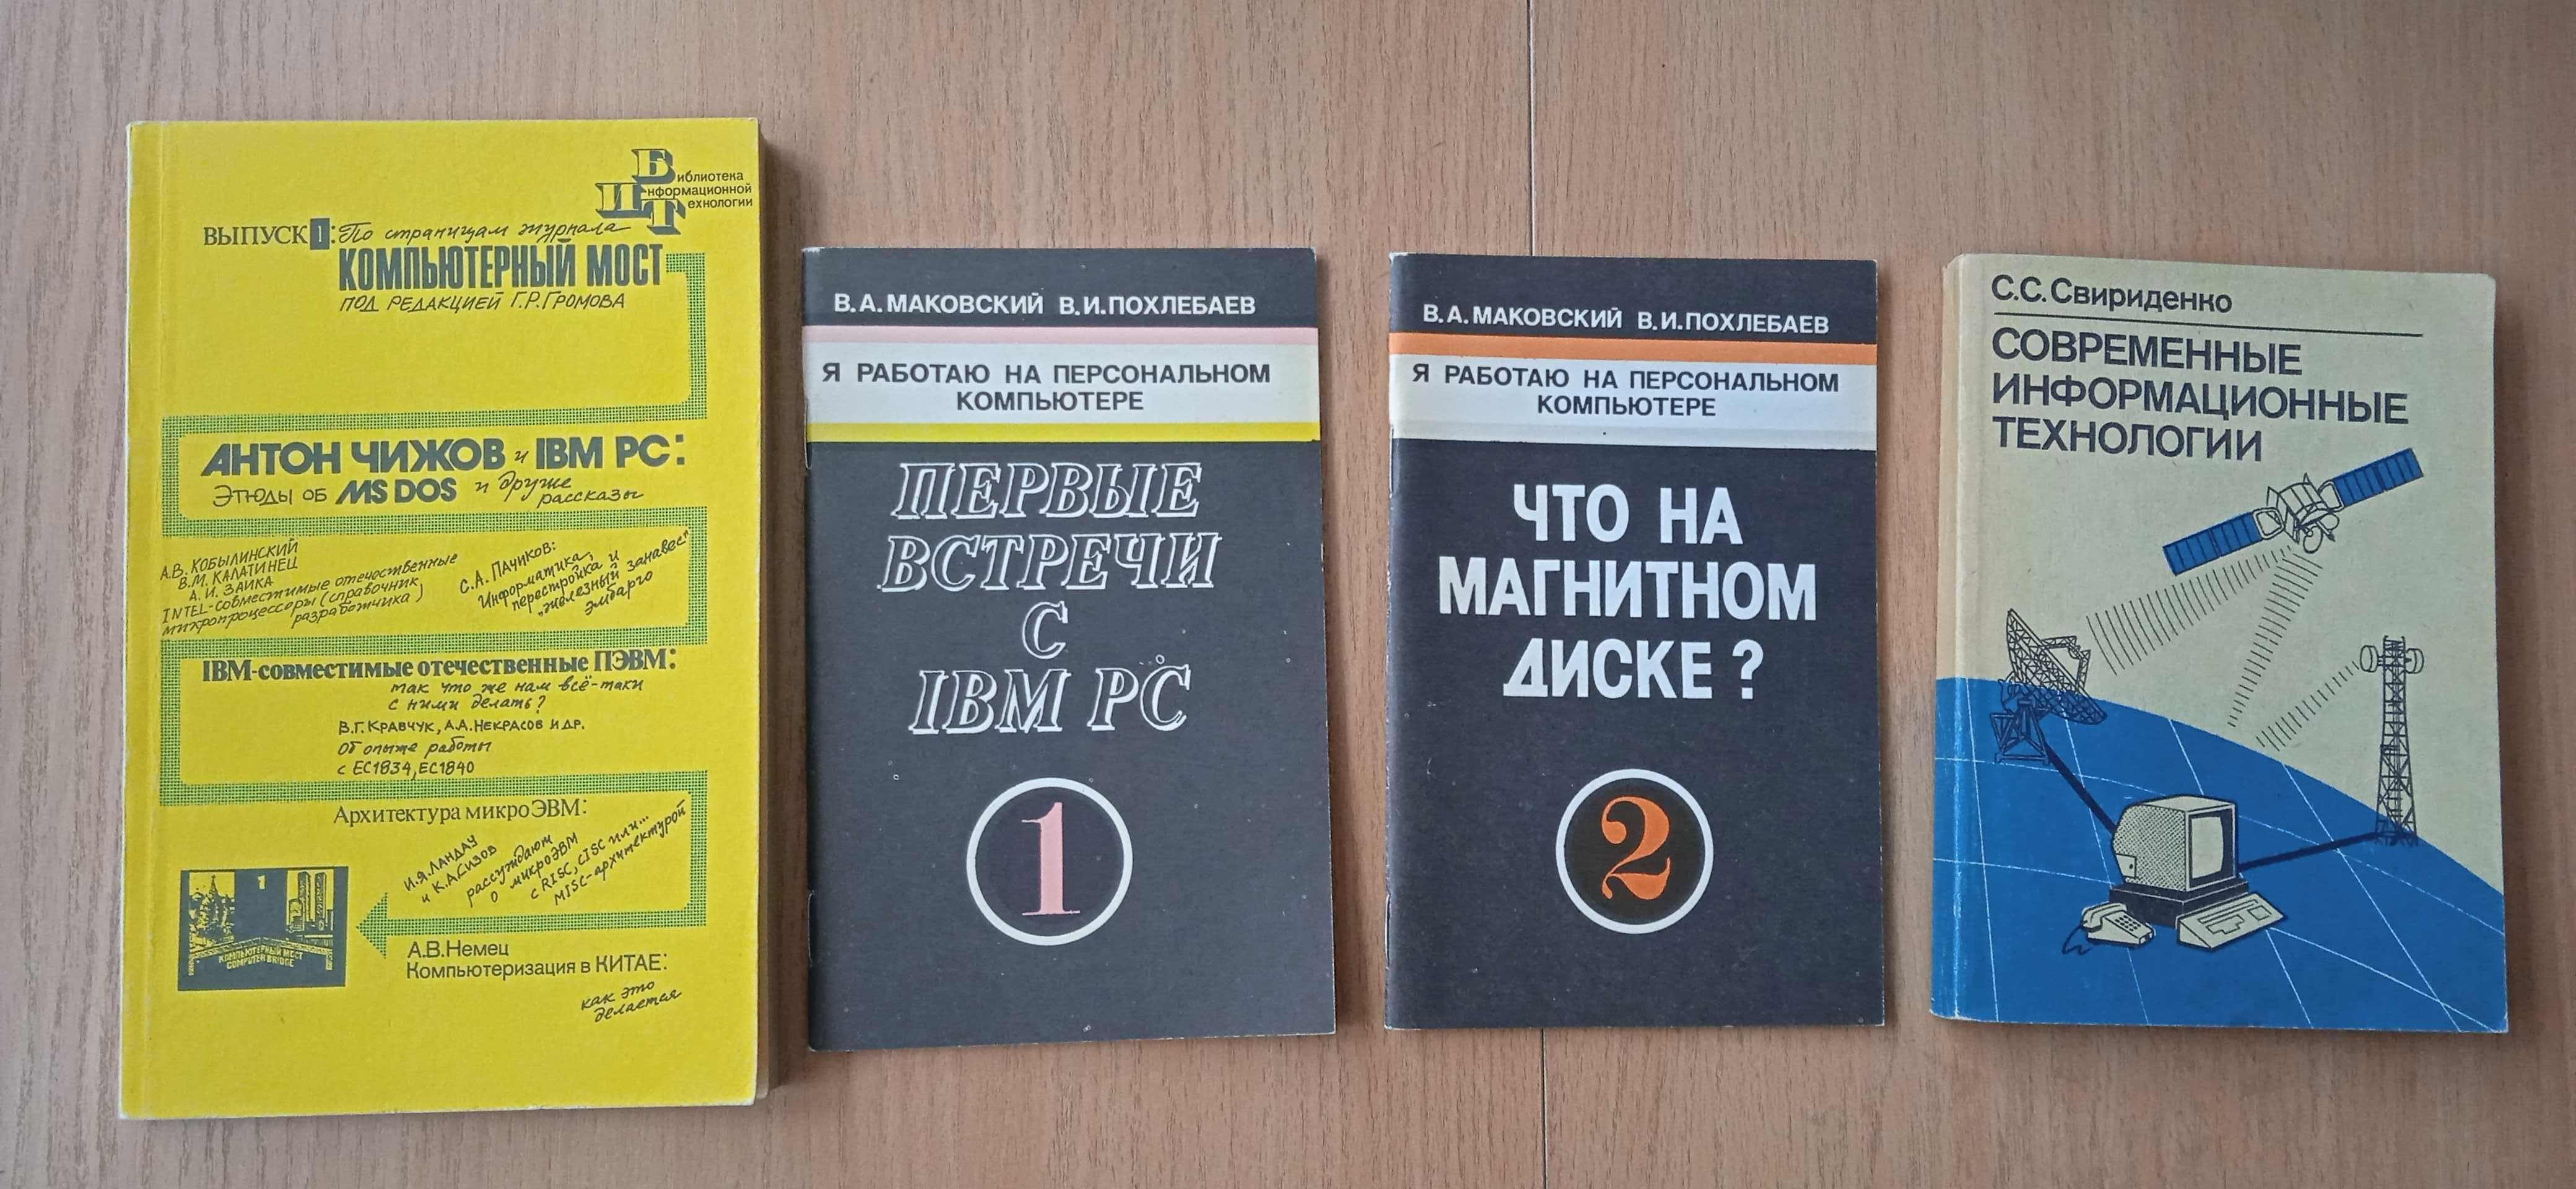 Библиотека
Информационной
Технологии
ВЫПУСК 1: По страницам журнала
КОМПЬЮТЕРНЫЙ МОСТ
ПОД РЕДАКЦИЕЙ Г.Р.ГРОМОВА
АНТОН ЧИЖОВ и IBM PC:
ЭТЮДЫ ОБ MS DOS и другие
рассказы
А.В. КОБЫЛИНСКИЙ
В.М. КАЛАТИНЕЦ
А.И. ЗАИКА
INTEL-совместимые отечественные
микропроцессоры (справочник
разработчика)
С.А. ПАЧИКОВ:
Информатика,
перестройка и
„железный занавес"
эмбарго
IBM-совместимые отечественные ПЭВМ:
так что же нам всё-таки
с ними делать?
В.Г. КРАВЧУК, А.А. НЕКРАСОВ И ДР.
Об опыте работы
с ЕС1834, ЕС1840
Архитектура микроЭВМ:
И.Я. ЛАНДАУ
и К.А. СИЗОВ
рассуждают
о микроЭВМ
с RISC, CISC или...
MISC-архитектурой
1
КОМПЬЮТЕРНЫЙ МОСТ
COMPUTER BRIDGE
А.В.Немец
Компьютеризация в КИТАЕ:
как это
делается
В.А.МАКОВСКИЙ В.И.ПОХЛЕБАЕВ
Я РАБОТАЮ НА ПЕРСОНАЛЬНОМ
КОМПЬЮТЕРЕ
ПЕРВЫЕ
ВСТРЕЧИ
С
IBM PC
1
В.А.МАКОВСКИЙ В.И.ПОХЛЕБАЕВ
Я РАБОТАЮ НА ПЕРСОНАЛЬНОМ
КОМПЬЮТЕРЕ
ЧТО НА
МАГНИТНОМ
ДИСКЕ?
2
С.С.Свириденко
СОВРЕМЕННЫЕ
ИНФОРМАЦИОННЫЕ
ТЕХНОЛОГИИ